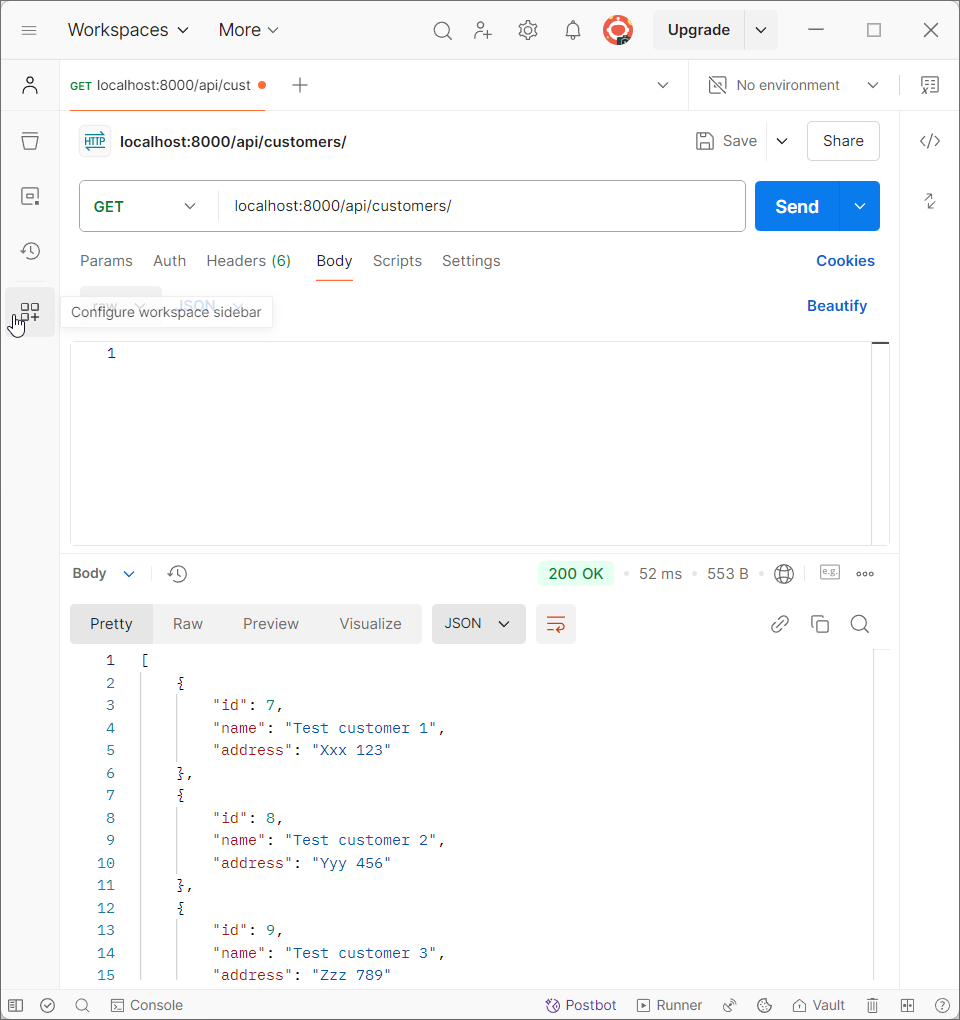 Workspaces More Upgrade
GET localhost:8000/api/cust No environment
HTTP localhost:8000/api/customers/ Save Share
GET localhost:8000/api/customers/ Send
Params Auth Headers (6) Body Scripts Settings Cookies
raw JSON Beautify
Configure workspace sidebar
1
Body 200 OK 52 ms 553 B e.g.
Pretty Raw Preview Visualize JSON
1 [
2 {
3 "id": 7,
4 "name": "Test customer 1",
5 "address": "Xxx 123"
6 },
7 {
8 "id": 8,
9 "name": "Test customer 2",
10 "address": "Yyy 456"
11 },
12 {
13 "id": 9,
14 "name": "Test customer 3",
15 "address": "Zzz 789"
Console Postbot Runner Vault